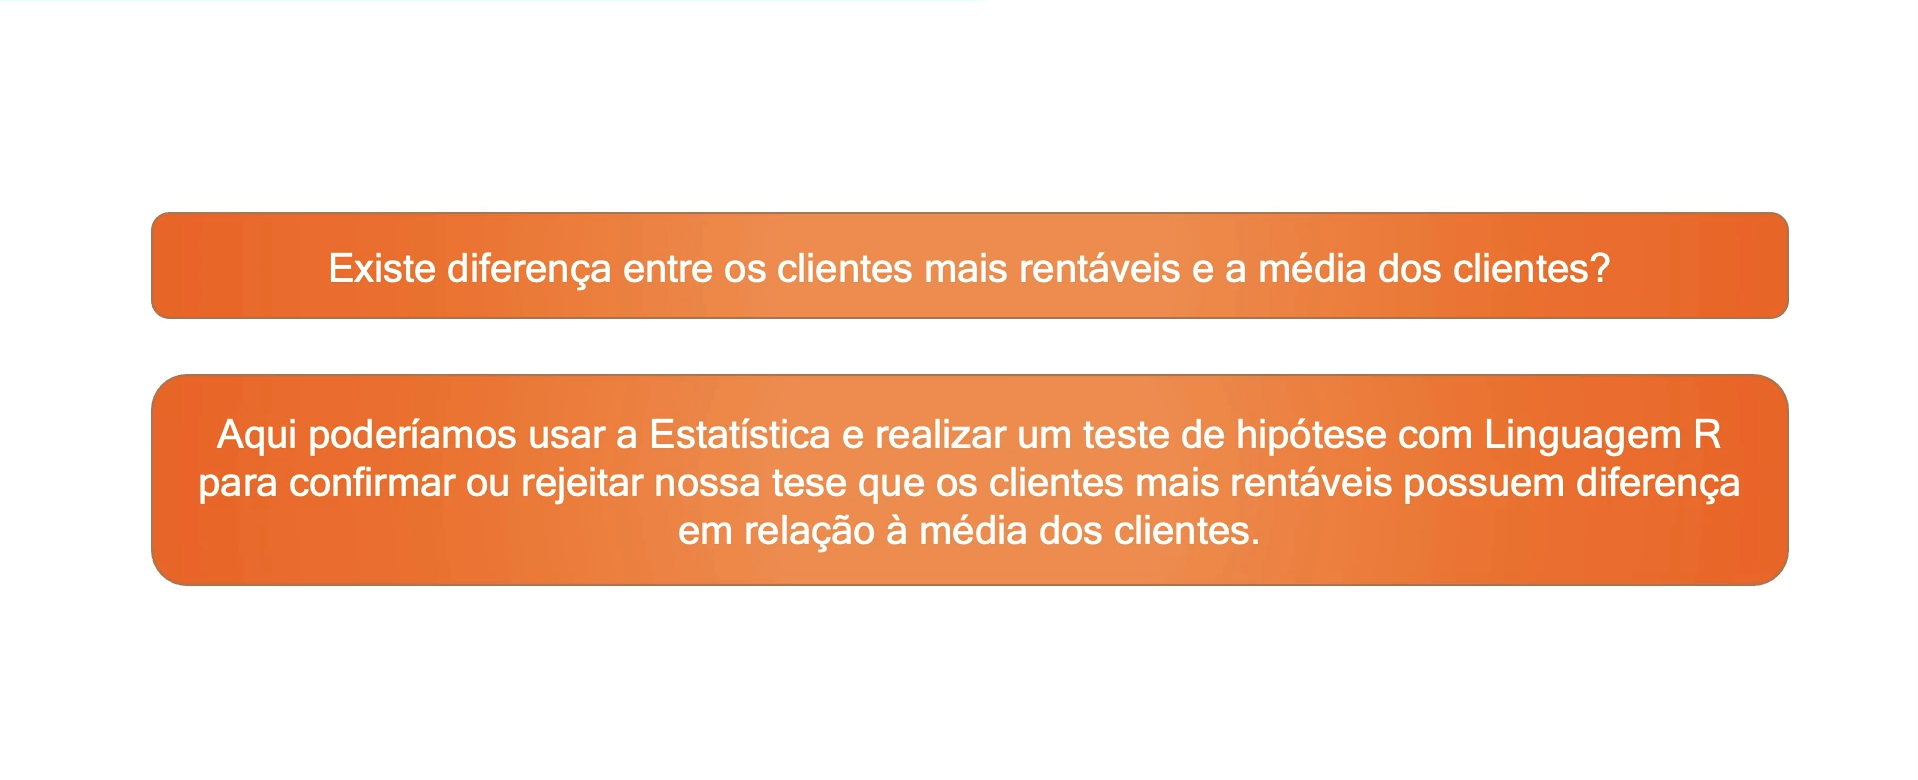 Existe diferença entre os clientes mais rentáveis e a média dos clientes?
Aqui poderíamos usar a Estatística e realizar um teste de hipótese com Linguagem R
para confirmar ou rejeitar nossa tese que os clientes mais rentáveis possuem diferença
em relação à média dos clientes.